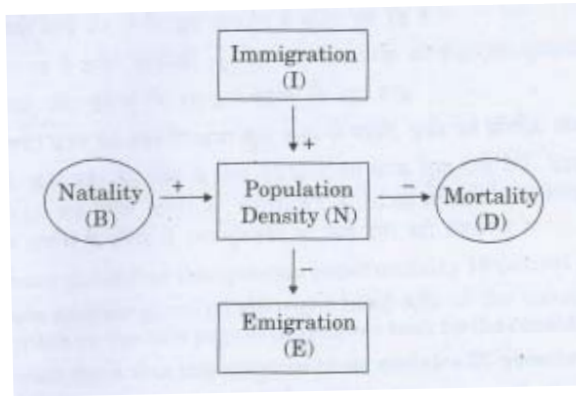 Immigration
(I)
+
Natality
(B)
+
Population
Density (N)
−
Mortality
(D)
−
Emigration
(E)